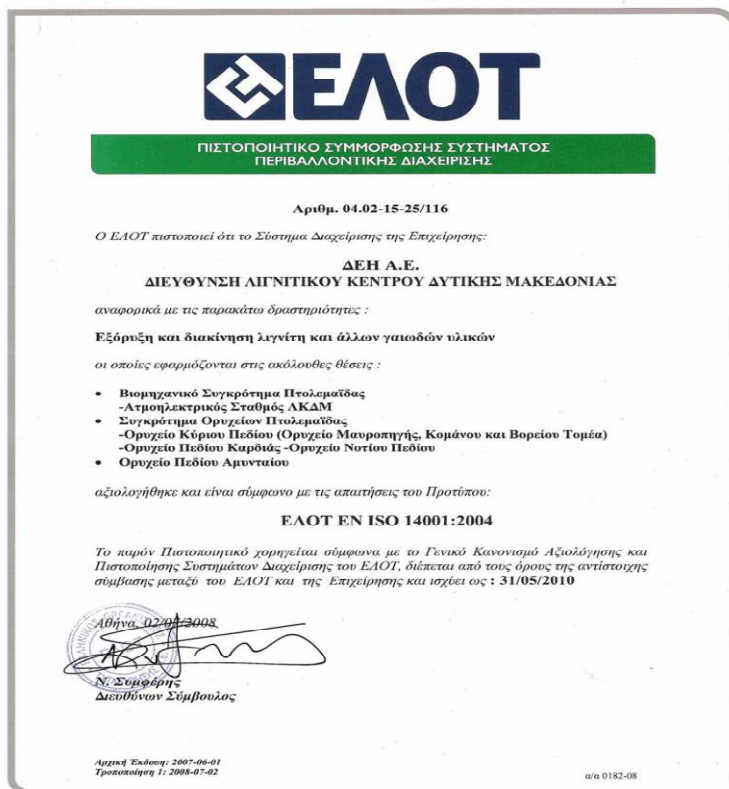 ΕΛΟΤ
ΠΙΣΤΟΠΟΙΗΤΙΚΟ ΣΥΜΜΟΡΦΩΣΗΣ ΣΥΣΤΗΜΑΤΟΣ
ΠΕΡΙΒΑΛΛΟΝΤΙΚΗΣ ΔΙΑΧΕΙΡΙΣΗΣ
Αριθμ. 04.02-15-25/116
Ο ΕΛΟΤ πιστοποιεί ότι το Σύστημα Διαχείρισης της Επιχείρησης:
ΔΕΗ Α.Ε.
ΔΙΕΥΘΥΝΣΗ ΛΙΓΝΙΤΙΚΟΥ ΚΕΝΤΡΟΥ ΔΥΤΙΚΗΣ ΜΑΚΕΔΟΝΙΑΣ
αναφορικά με τις παρακάτω δραστηριότητες :
Εξόρυξη και διακίνηση λιγνίτη και άλλων γαιωδών υλικών
οι οποίες εφαρμόζονται στις ακόλουθες θέσεις :
• Βιομηχανικό Συγκρότημα Πτολεμαΐδας
-Ατμοηλεκτρικός Σταθμός ΛΚΔΜ
• Συγκρότημα Ορυχείων Πτολεμαΐδας
-Ορυχείο Κύριου Πεδίου (Ορυχείο Μαυροπηγής, Κομάνου και Βορείου Τομέα)
-Ορυχείο Πεδίου Καρδιάς -Ορυχείο Νοτίου Πεδίου
• Ορυχείο Πεδίου Αμυνταίου
αξιολογήθηκε και είναι σύμφωνο με τις απαιτήσεις του Προτύπου:
ΕΛΟΤ EN ISO 14001:2004
Το παρόν Πιστοποιητικό χορηγείται σύμφωνα με το Γενικό Κανονισμό Αξιολόγησης και
Πιστοποίησης Συστημάτων Διαχείρισης του ΕΛΟΤ, διέπεται από τους όρους της αντίστοιχης
σύμβασης μεταξύ του ΕΛΟΤ και της Επιχείρησης και ισχύει ως : 31/05/2010
Αθήνα, 02/07/2008
Ν. Συμφέρης
Διευθύνων Σύμβουλος
Αρχική Έκδοση: 2007-06-01
Τροποποίηση 1: 2008-07-02
α/α 0182-08